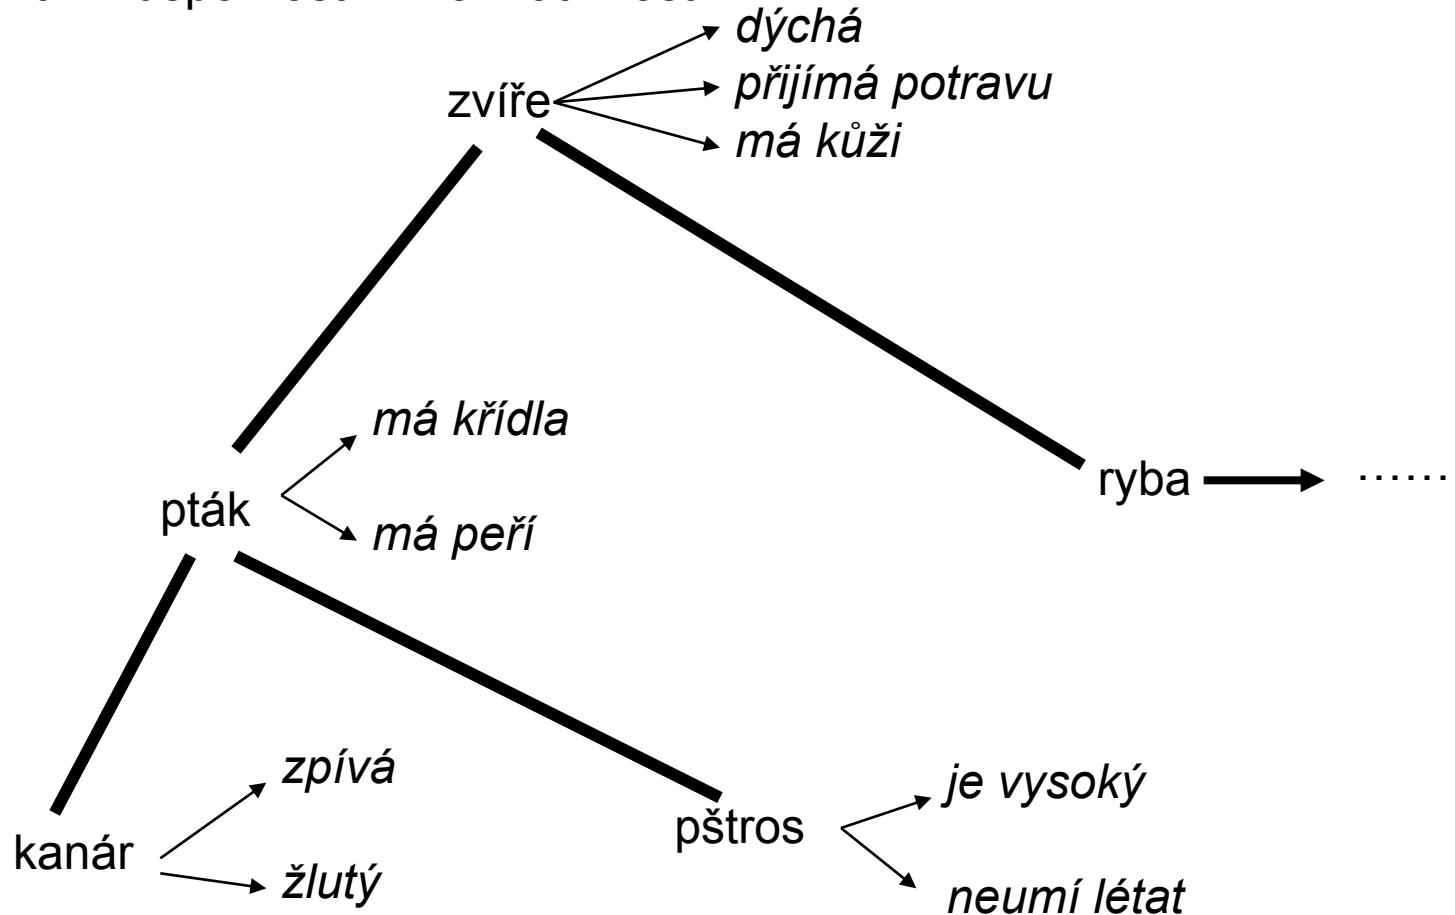 dýchá
zvíře
přijímá potravu
má kůži
má křídla
ryba
......
pták
má peří
zpívá
je vysoký
pštros
kanár
žlutý
neumí létat